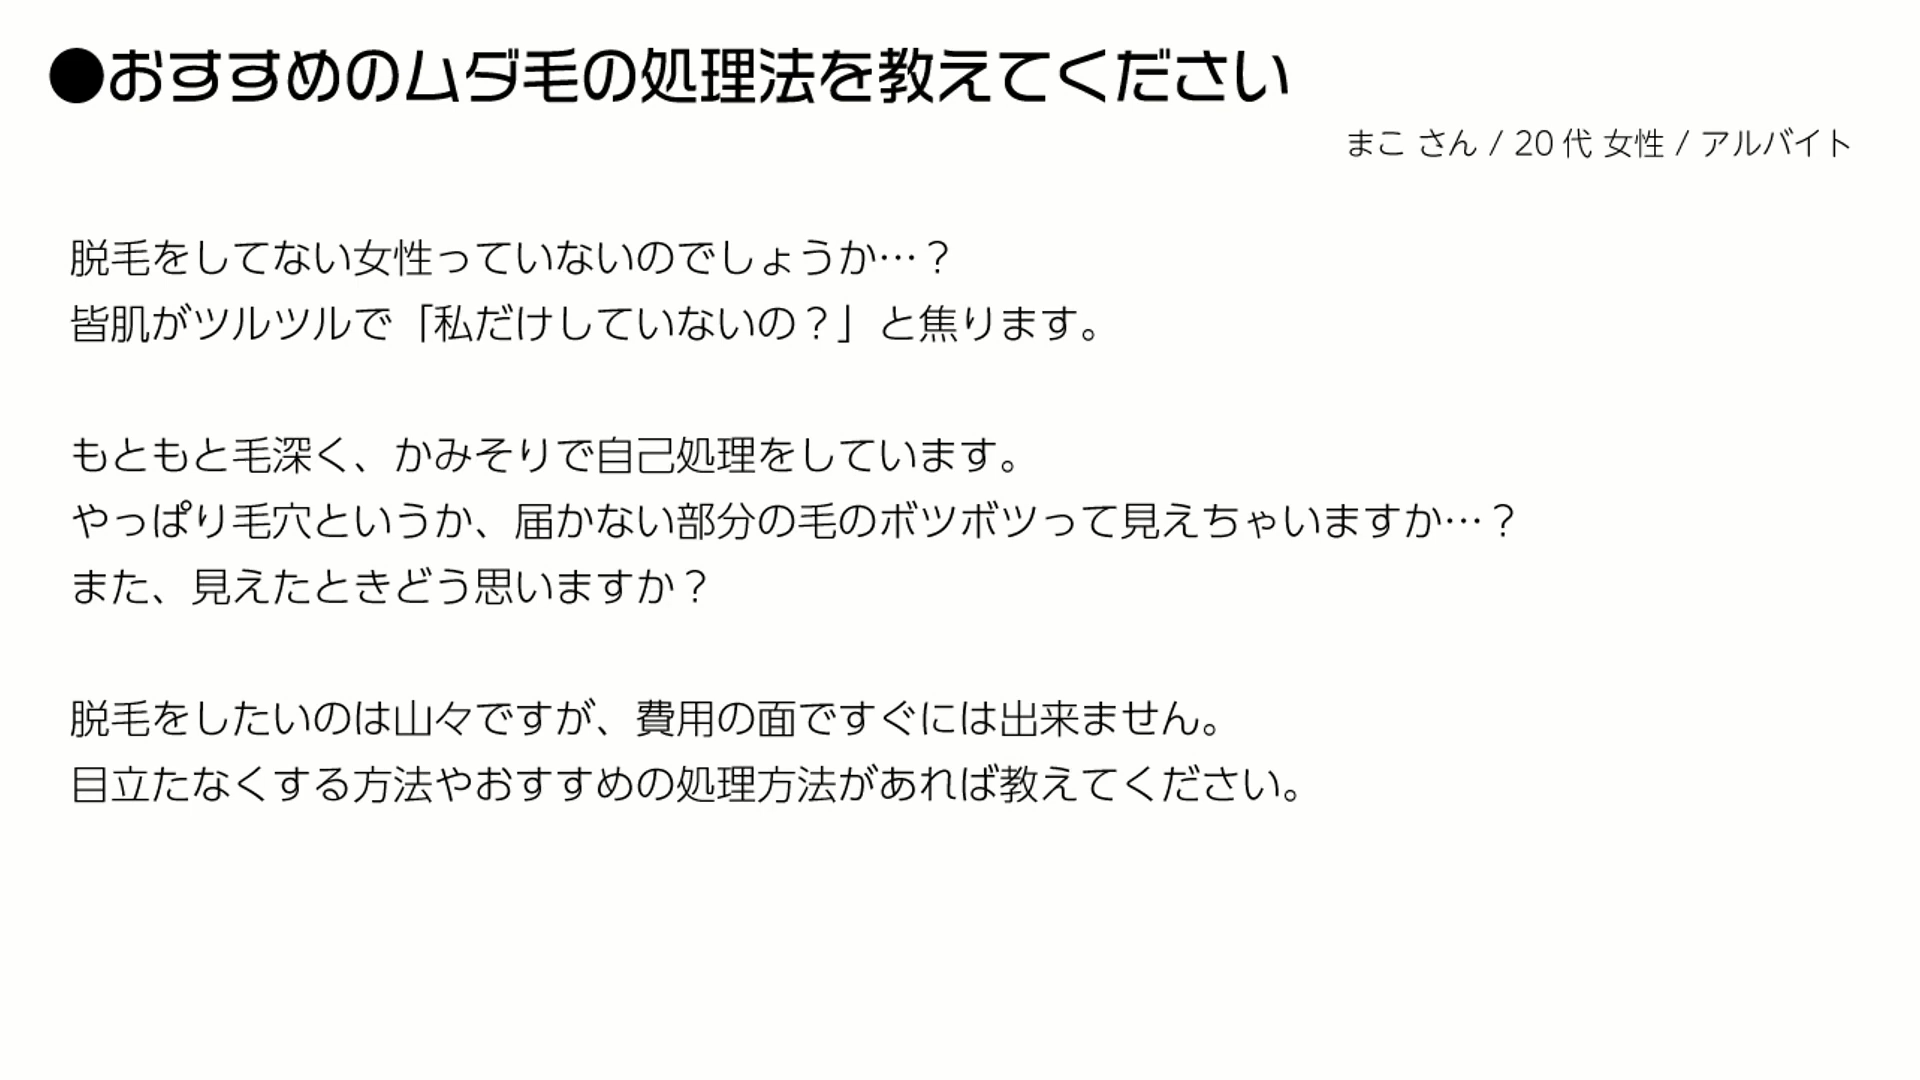 ●おすすめのムダ毛の処理法を教えてください
まこ さん / 20代 女性 / アルバイト
脱毛をしてない女性っていないのでしょうか…？
皆肌がツルツルで「私だけしていないの？」と焦ります。
もともと毛深く、かみそりで自己処理をしています。
やっぱり毛穴というか、届かない部分の毛のボツボツって見えちゃいますか…？
また、見えたときどう思いますか？
脱毛をしたいのは山々ですが、費用の面ですぐには出来ません。
目立たなくする方法やおすすめの処理方法があれば教えてください。